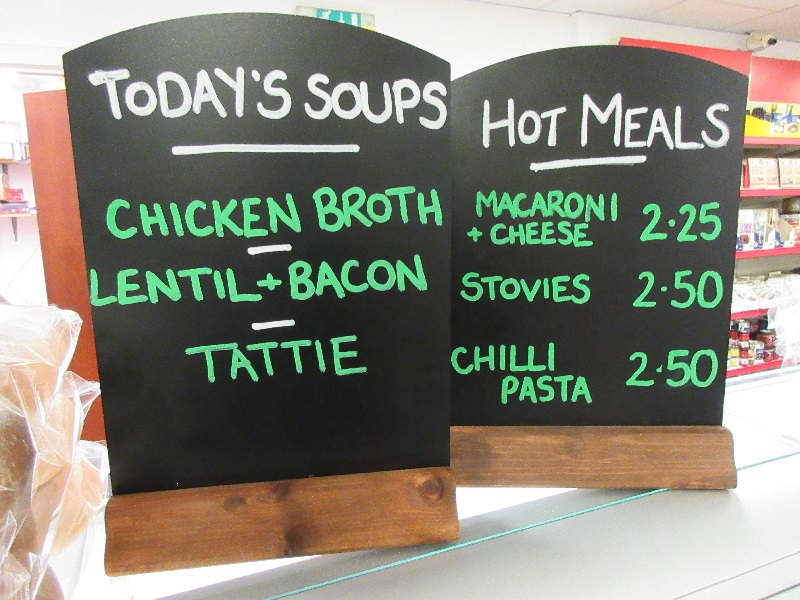 TODAY'S SOUPS
CHICKEN BROTH
LENTIL + BACON
TATTIE
HOT MEALS
MACARONI
+ CHEESE 2.25
STOVIES 2.50
CHILLI
PASTA 2.50